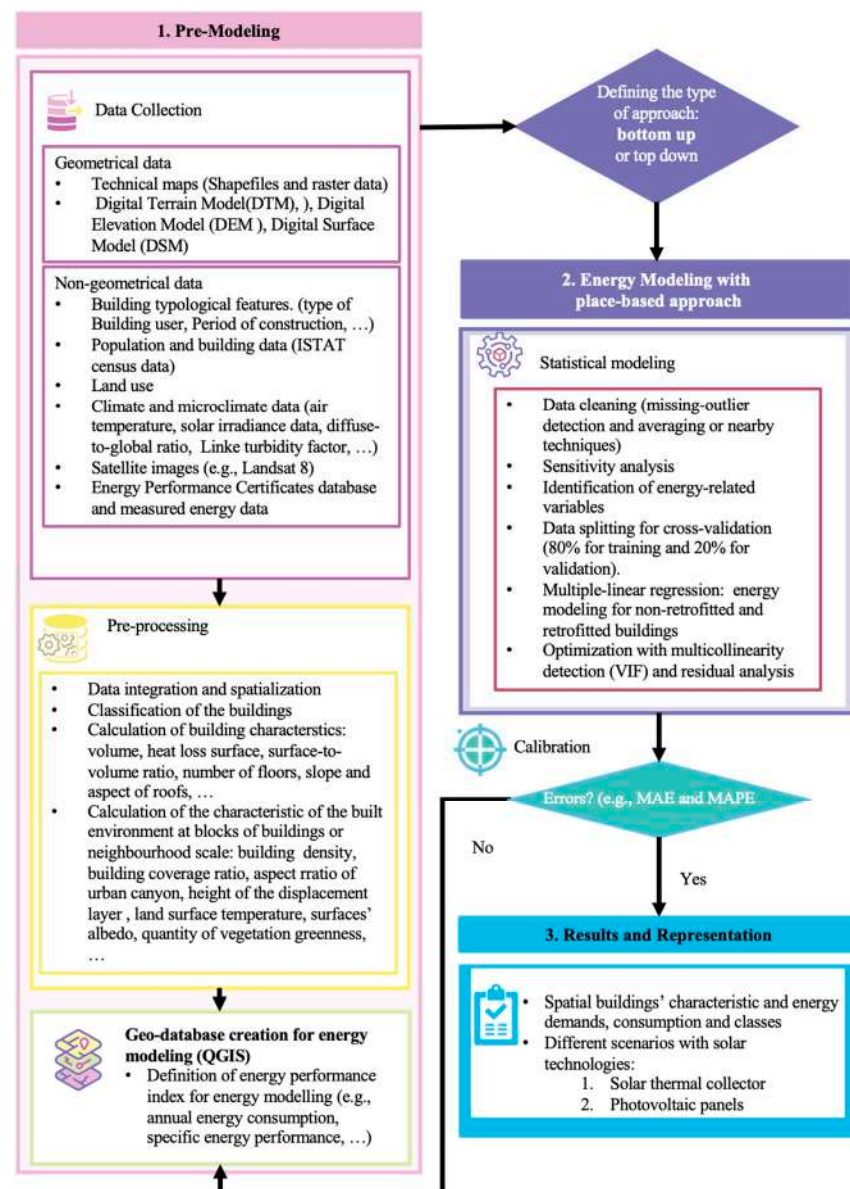 1. Pre-Modeling
Data Collection
Geometrical data
• Technical maps (Shapefiles and raster data)
• Digital Terrain Model(DTM), ), Digital
Elevation Model (DEM ), Digital Surface
Model (DSM)
Non-geometrical data
• Building typological features. (type of
Building user, Period of construction, …)
• Population and building data (ISTAT
census data)
• Land use
• Climate and microclimate data (air
temperature, solar irradiance data, diffuse-
to-global ratio, Linke turbidity factor, …)
• Satellite images (e.g., Landsat 8)
• Energy Performance Certificates database
and measured energy data
Pre-processing
• Data integration and spatialization
• Classification of the buildings
• Calculation of building characterstics:
volume, heat loss surface, surface-to-
volume ratio, number of floors, slope and
aspect of roofs, …
• Calculation of the characteristic of the built
environment at blocks of buildings or
neighbourhood scale: building density,
building coverage ratio, aspect rratio of
urban canyon, height of the displacement
layer , land surface temperature, surfaces’
albedo, quantity of vegetation greenness,
…
Geo-database creation for energy
modeling (QGIS)
• Definition of energy performance
index for energy modelling (e.g.,
annual energy consumption,
specific energy performance, …)
Defining the type
of approach:
bottom up
or top down
2. Energy Modeling with
place-based approach
Statistical modeling
• Data cleaning (missing-outlier
detection and averaging or nearby
techniques)
• Sensitivity analysis
• Identification of energy-related
variables
• Data splitting for cross-validation
(80% for training and 20% for
validation).
• Multiple-linear regression: energy
modeling for non-retrofitted and
retrofitted buildings
• Optimization with multicollinearity
detection (VIF) and residual analysis
Calibration
Errors? (e.g., MAE and MAPE
No
Yes
3. Results and Representation
• Spatial buildings’ characteristic and energy
demands, consumption and classes
• Different scenarios with solar
technologies:
1. Solar thermal collector
2. Photovoltaic panels